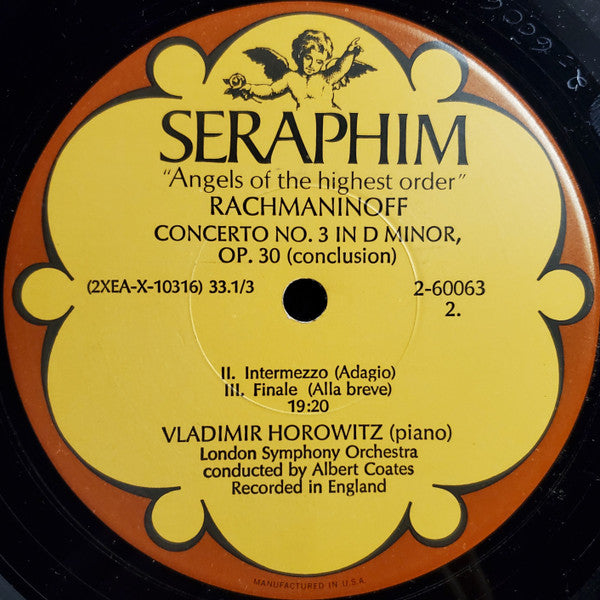 SERAPHIM
"Angels of the highest order"
RACHMANINOFF
CONCERTO NO. 3 IN D MINOR,
OP. 30 (conclusion)
(2XEA-X-10316) 33.1/3
2-60063
2.
II. Intermezzo (Adagio)
III. Finale (Alla breve)
19:20
VLADIMIR HOROWITZ (piano)
London Symphony Orchestra
conducted by Albert Coates
Recorded in England
MANUFACTURED IN U.S.A.